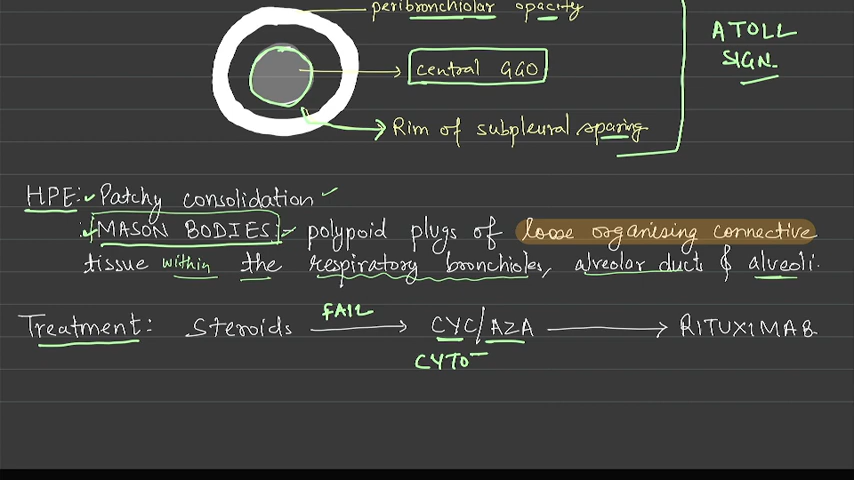 peribronchiolar opacity
ATOLL
SIGN
central GGO
Rim of subpleural sparing
HPE: Patchy consolidation
: MASON BODIES: polypoid plugs of loose organising connective
tissue within the respiratory bronchioles, alveolar duct & alveoli.
FAIL
Treatment: Steroids → CYC/AZA → RITUXIMAB
CYTO